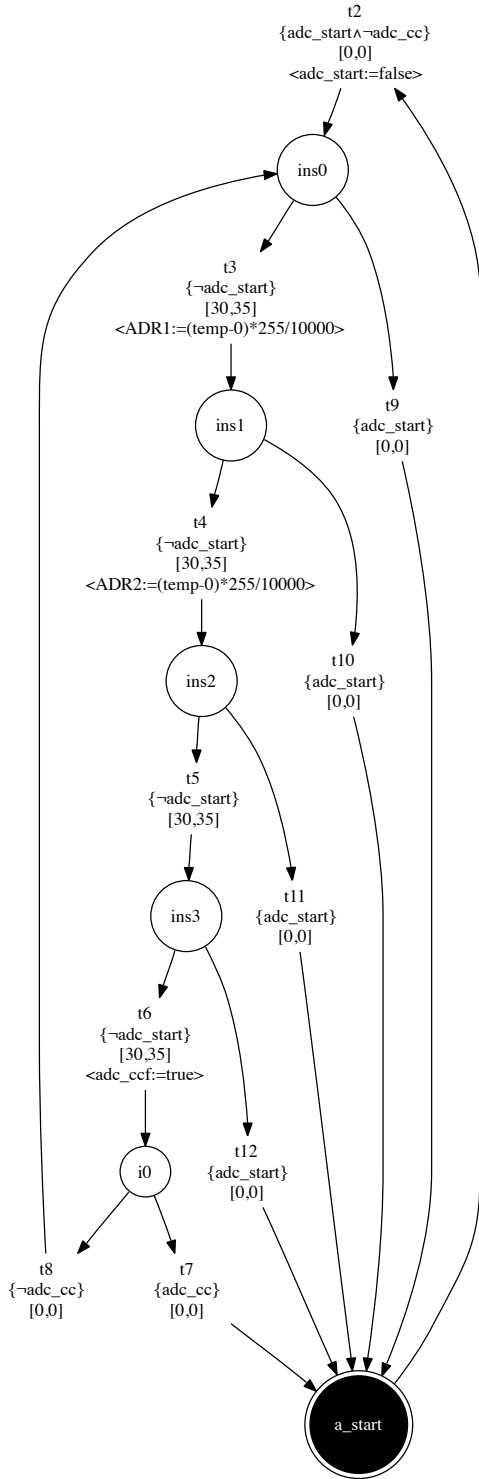 t2
{adc_start∧¬adc_cc}
[0,0]
<adc_start:=false>
ins0
t3
{¬adc_start}
[30,35]
<ADR1:=(temp-0)*255/10000>
t9
{adc_start}
[0,0]
ins1
t4
{¬adc_start}
[30,35]
<ADR2:=(temp-0)*255/10000>
t10
{adc_start}
[0,0]
ins2
t5
{¬adc_start}
[30,35]
t11
{adc_start}
[0,0]
ins3
t6
{¬adc_start}
[30,35]
<adc_ccf:=true>
t12
{adc_start}
[0,0]
i0
t8
{¬adc_cc}
[0,0]
t7
{adc_cc}
[0,0]
a_start